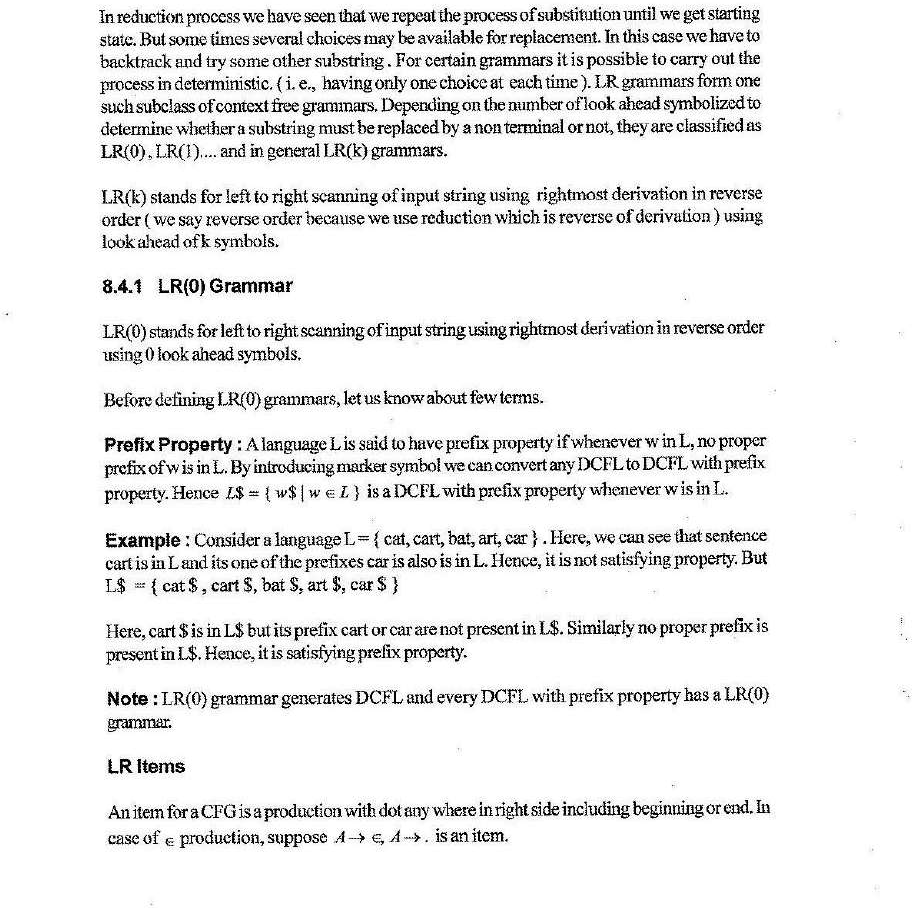 In reduction process we have seen that we repeat the process of substitution until we get starting
state. But some times several choices may be available for replacement. In this case we have to
backtrack and try some other substring . For certain grammars it is possible to carry out the
process in deterministic. ( i. e., having only one choice at each time ). LR grammars form one
such subclass of context free grammars. Depending on the number of look ahead symbolized to
determine whether a substring must be replaced by a non terminal or not, they are classified as
LR(0), LR(1).... and in general LR(k) grammars.
LR(k) stands for left to right scanning of input string using rightmost derivation in reverse
order ( we say reverse order because we use reduction which is reverse of derivation ) using
look ahead of k symbols.
8.4.1 LR(0) Grammar
LR(0) stands for left to right scanning of input string using rightmost derivation in reverse order
using 0 look ahead symbols.
Before defining LR(0) grammars, let us know about few terms.
Prefix Property : A language L is said to have prefix property if whenever w in L, no proper
prefix of w is in L. By introducing marker symbol we can convert any DCFL to DCFL with prefix
property. Hence L$ = { w$ | w ∈ L } is a DCFL with prefix property whenever w is in L.
Example : Consider a language L = { cat, cart, bat, art, car } . Here, we can see that sentence
cart is in L and its one of the prefixes car is also is in L. Hence, it is not satisfying property. But
L$ = { cat $ , cart $, bat $, art $, car $ }
Here, cart $ is in L$ but its prefix cart or car are not present in L$. Similarly no proper prefix is
present in L$. Hence, it is satisfying prefix property.
Note : LR(0) grammar generates DCFL and every DCFL with prefix property has a LR(0)
grammar.
LR Items
An item for a CFG is a production with dot any where in right side including beginning or end. In
case of ∈ production, suppose A → ∈, A → . is an item.